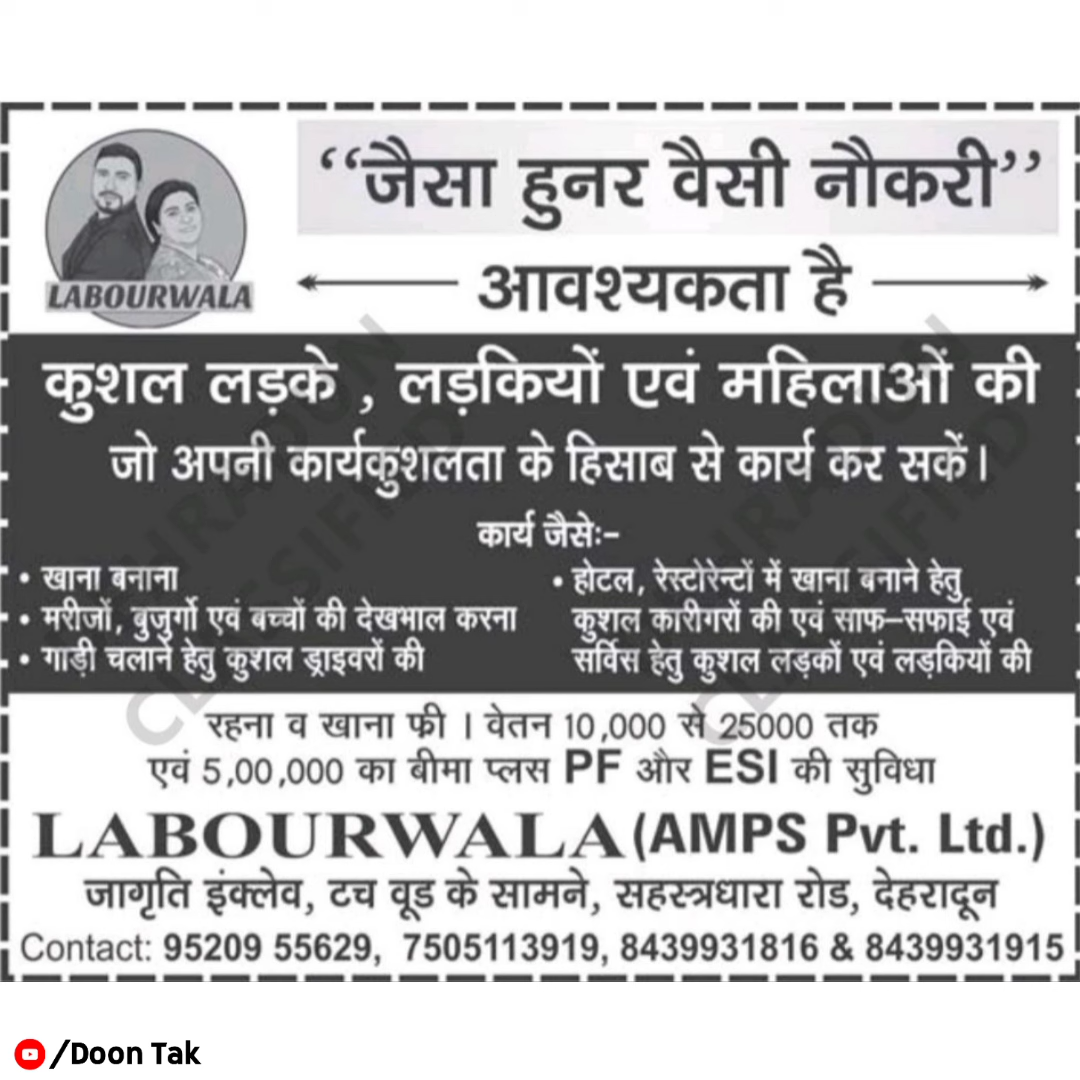 LABOURWALA
“जैसा हुनर वैसी नौकरी”
आवश्यकता है
कुशल लड़के , लड़कियों एवं महिलाओं की
जो अपनी कार्यकुशलता के हिसाब से कार्य कर सकें।
कार्य जैसेः–
• खाना बनाना
• मरीजों, बुजुर्गो एवं बच्चों की देखभाल करना
• गाड़ी चलाने हेतु कुशल ड्राइवरों की
• होटल, रेस्टोरेन्टों में खाना बनाने हेतु
कुशल कारीगरों की एवं साफ–सफाई एवं
सर्विस हेतु कुशल लड़कों एवं लड़कियों की
रहना व खाना फ्री । वेतन 10,000 से 25000 तक
एवं 5,00,000 का बीमा प्लस PF और ESI की सुविधा
LABOURWALA (AMPS Pvt. Ltd.)
जागृति इंक्लेव, टच वूड के सामने, सहस्त्रधारा रोड, देहरादून
Contact: 95209 55629, 7505113919, 8439931816 & 8439931915
/Doon Tak